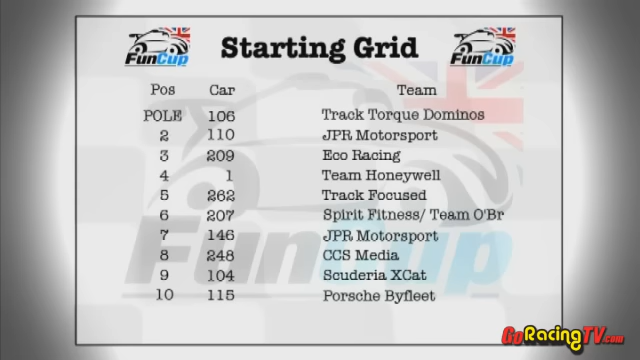 FunCup Starting Grid FunCup
Pos Car Team
POLE 106 Track Torque Dominos
2 110 JPR Motorsport
3 209 Eco Racing
4 1 Team Honeywell
5 262 Track Focused
6 207 Spirit Fitness/ Team O'Br
7 146 JPR Motorsport
8 248 CCS Media
9 104 Scuderia XCat
10 115 Porsche Byfleet
FunCup
GoRacingTV.com